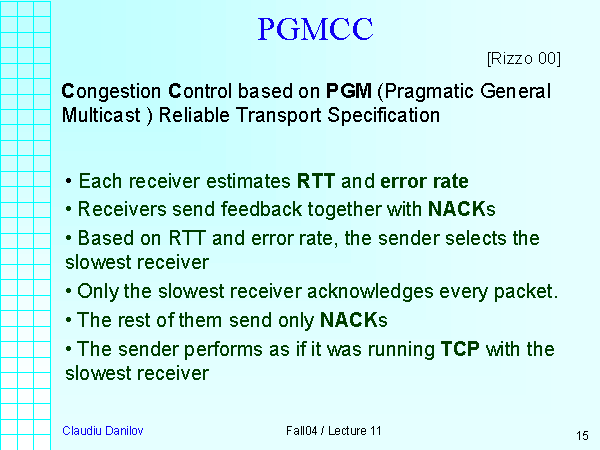 PGMCC
[Rizzo 00]
Congestion Control based on PGM (Pragmatic General
Multicast ) Reliable Transport Specification
• Each receiver estimates RTT and error rate
• Receivers send feedback together with NACKs
• Based on RTT and error rate, the sender selects the
slowest receiver
• Only the slowest receiver acknowledges every packet.
• The rest of them send only NACKs
• The sender performs as if it was running TCP with the
slowest receiver
Claudiu Danilov
Fall04 / Lecture 11
15